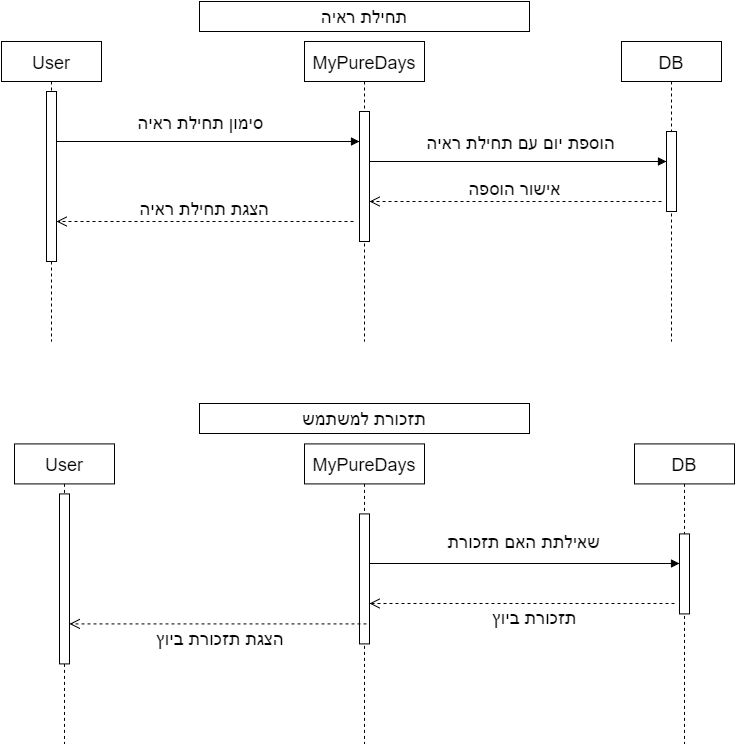 תחילת ראיה
User
MyPureDays
DB
סימון תחילת ראיה
הוספת יום עם תחילת ראיה
אישור הוספה
הצגת תחילת ראיה
תזכורת למשתמש
User
MyPureDays
DB
שאילתת האם תזכורת
תזכורת ביוץ
הצגת תזכורת ביוץ